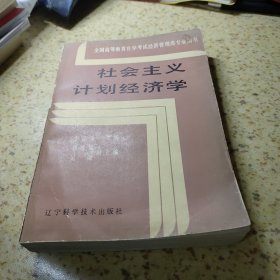 全国高等教育自学考试经济管理类专业用书
社会主义
计划经济学
辽宁科学技术出版社